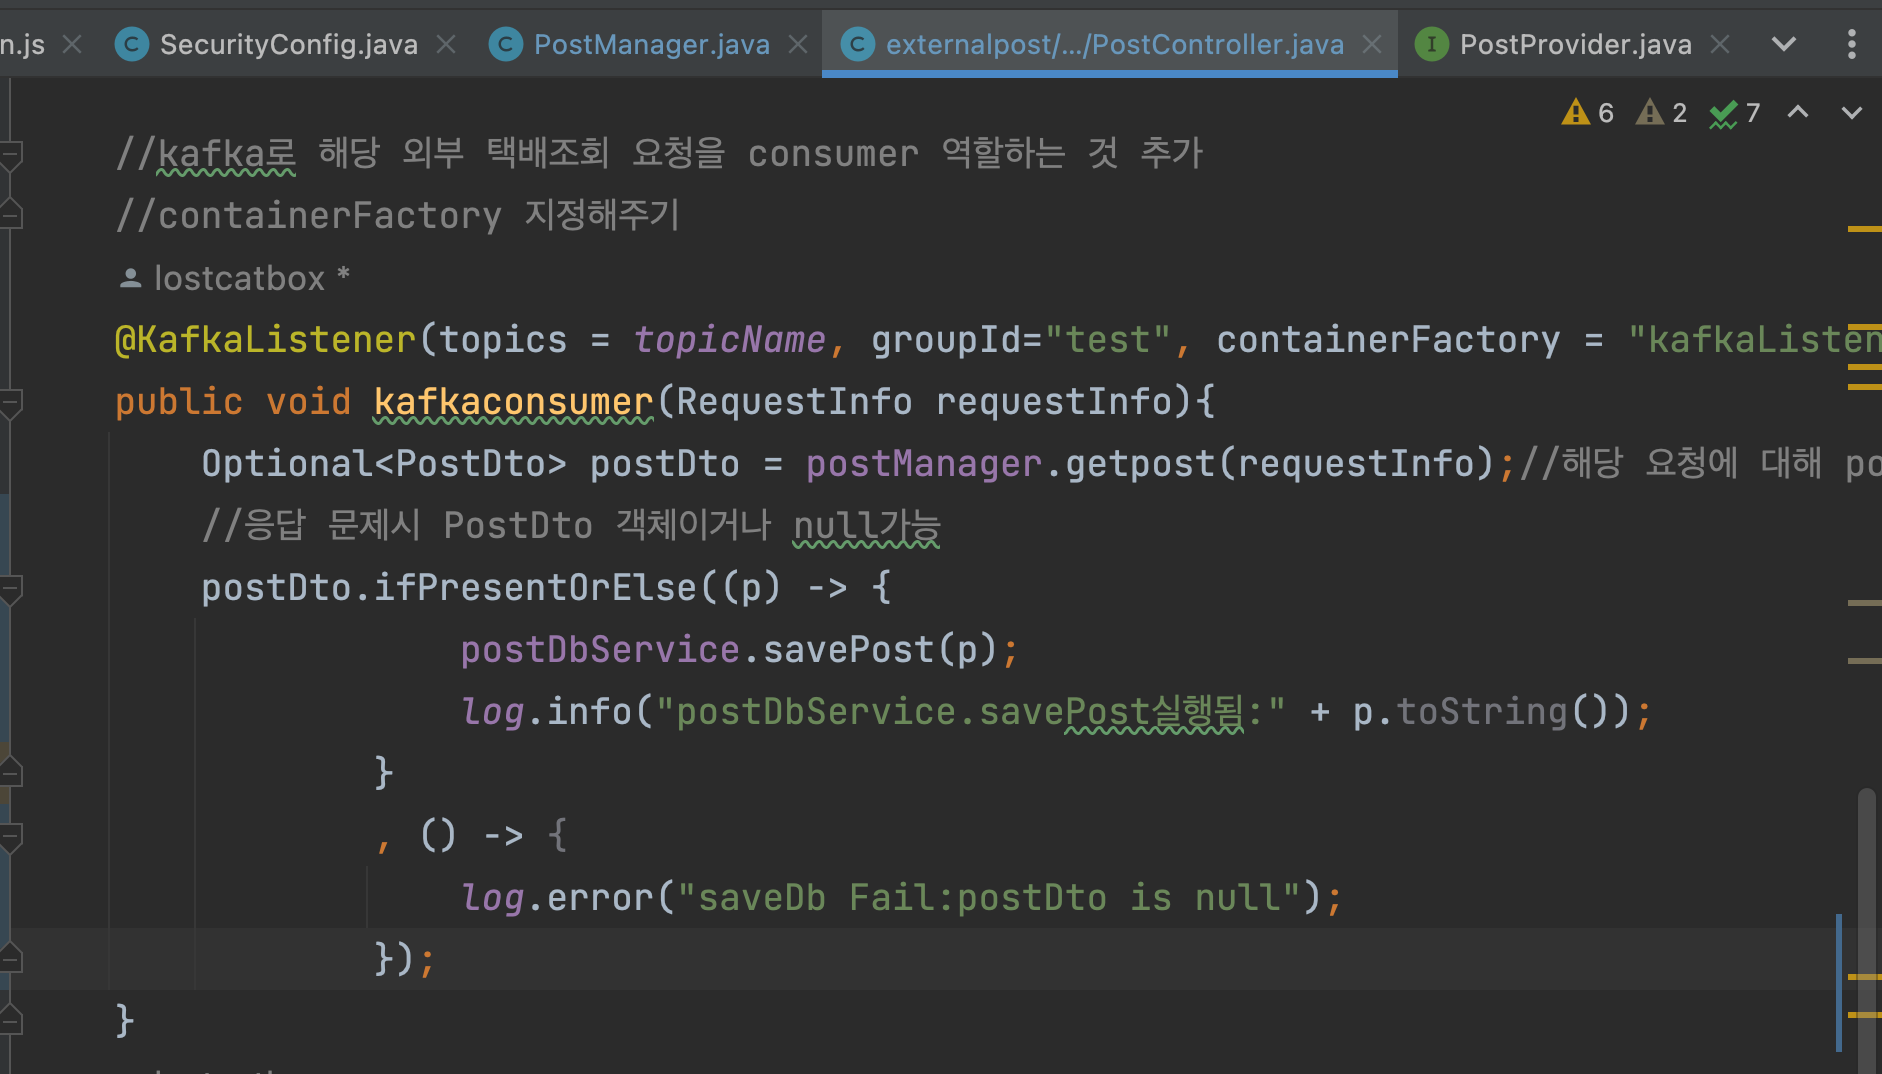 n.js SecurityConfig.java PostManager.java externalpost/.../PostController.java PostProvider.java
6 2 7
//kafka로 해당 외부 택배조회 요청을 consumer 역할하는 것 추가
//containerFactory 지정해주기
lostcatbox *
@KafkaListener(topics = topicName, groupId="test", containerFactory = "kafkaListen
public void kafkaconsumer(RequestInfo requestInfo){
Optional<PostDto> postDto = postManager.getpost(requestInfo);//해당 요청에 대해 po
//응답 문제시 PostDto 객체이거나 null가능
postDto.ifPresentOrElse((p) -> {
postDbService.savePost(p);
log.info("postDbService.savePost실행됨:" + p.toString());
}
, () -> {
log.error("saveDb Fail:postDto is null");
});
}